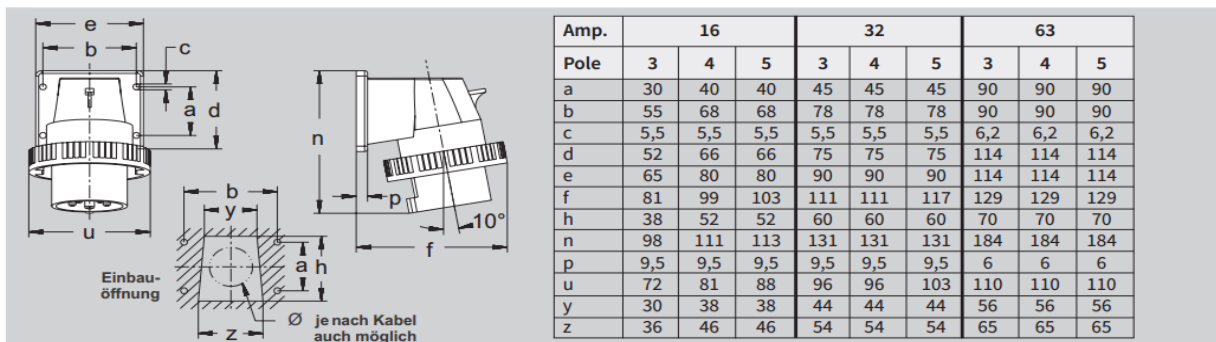 e
b
c
a
d
u
n
p
10°
f
b
y
a
h
z
Einbau-
öffnung
Ø je nach Kabel
auch möglich
Amp. 16 32 63
Pole 3 4 5 3 4 5 3 4 5
a 30 40 40 45 45 45 90 90 90
b 55 68 68 78 78 78 90 90 90
c 5,5 5,5 5,5 5,5 5,5 5,5 6,2 6,2 6,2
d 52 66 66 75 75 75 114 114 114
e 65 80 80 90 90 90 114 114 114
f 81 99 103 111 111 117 129 129 129
h 38 52 52 60 60 60 70 70 70
n 98 111 113 131 131 131 184 184 184
p 9,5 9,5 9,5 9,5 9,5 9,5 6 6 6
u 72 81 88 96 96 103 110 110 110
y 30 38 38 44 44 44 56 56 56
z 36 46 46 54 54 54 65 65 65